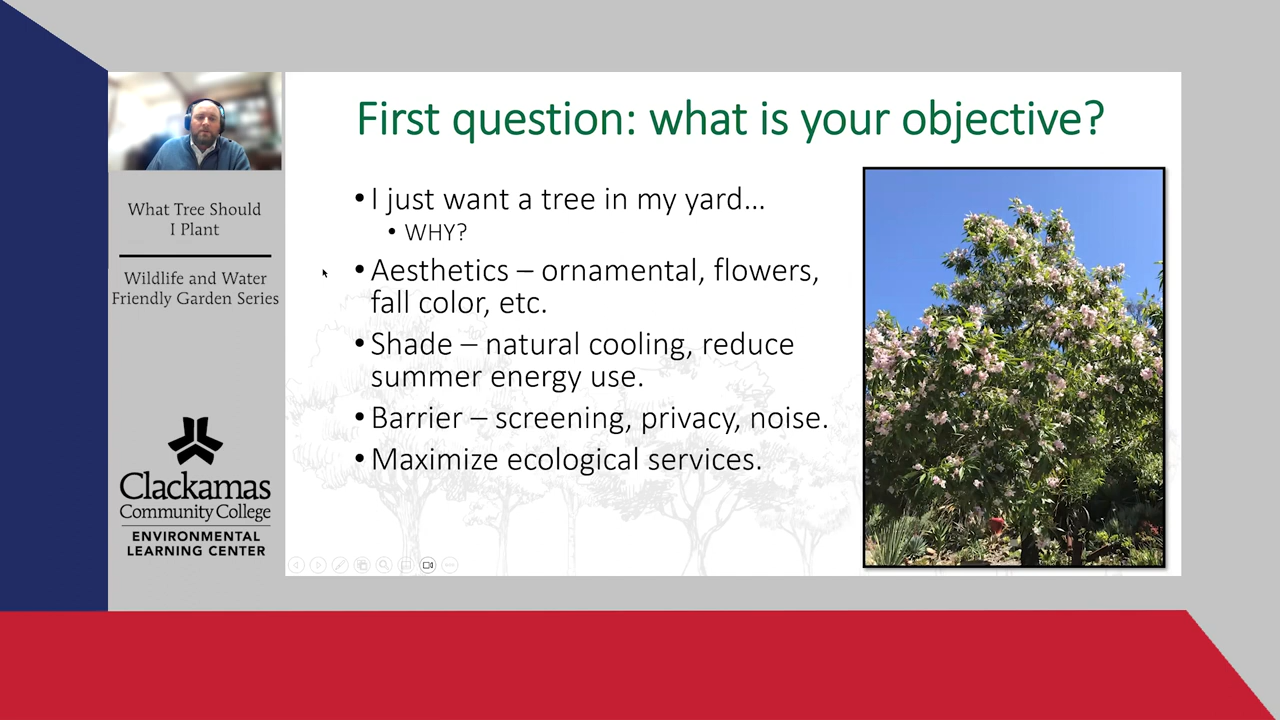 What Tree Should
I Plant
Wildlife and Water
Friendly Garden Series
Clackamas
Community College
ENVIRONMENTAL
LEARNING CENTER
First question: what is your objective?
• I just want a tree in my yard…
• WHY?
• Aesthetics – ornamental, flowers,
fall color, etc.
• Shade – natural cooling, reduce
summer energy use.
• Barrier – screening, privacy, noise.
• Maximize ecological services.